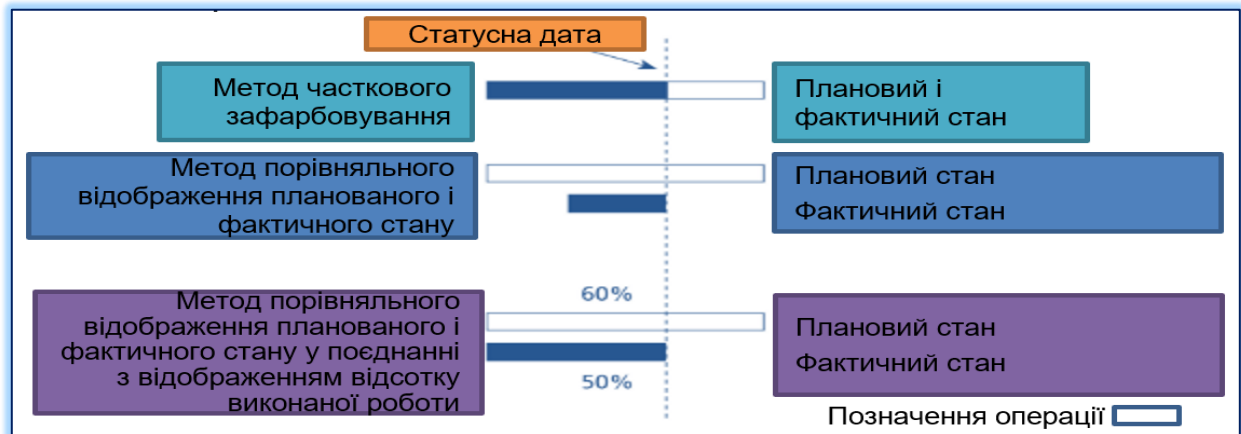 Статусна дата
Метод часткового
зафарбовування
Плановий і
фактичний стан
Метод порівняльного
відображення планованого і
фактичного стану
Плановий стан
Фактичний стан
60%
Метод порівняльного
відображення планованого і
фактичного стану у поєднанні
з відображенням відсотку
виконаної роботи
50%
Плановий стан
Фактичний стан
Позначення операції